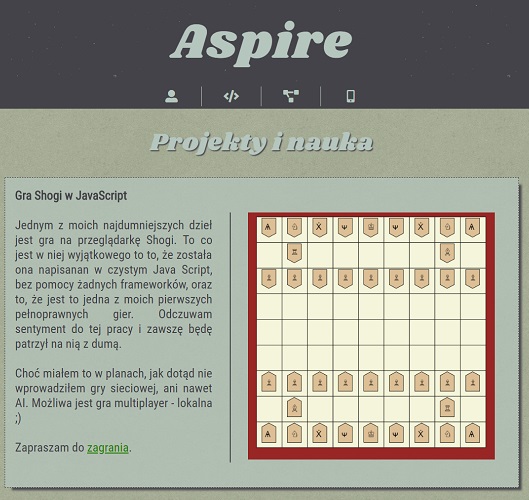 Aspire
Projekty i nauka
Gra Shogi w JavaScript
Jednym z moich najdumniejszych dzieł
jest gra na przeglądarkę Shogi. To co
jest w niej wyjątkowego to to, że została
ona napisanan w czystym Java Script,
bez pomocy żadnych frameworków, oraz
to, że jest to jedna z moich pierwszych
pełnoprawnych gier. Odczuwam
sentyment do tej pracy i zawszę będę
patrzył na nią z dumą.
Choć miałem to w planach, jak dotąd nie
wprowadziłem gry sieciowej, ani nawet
AI. Możliwa jest gra multiplayer - lokalna
;)
Zapraszam do zagrania.